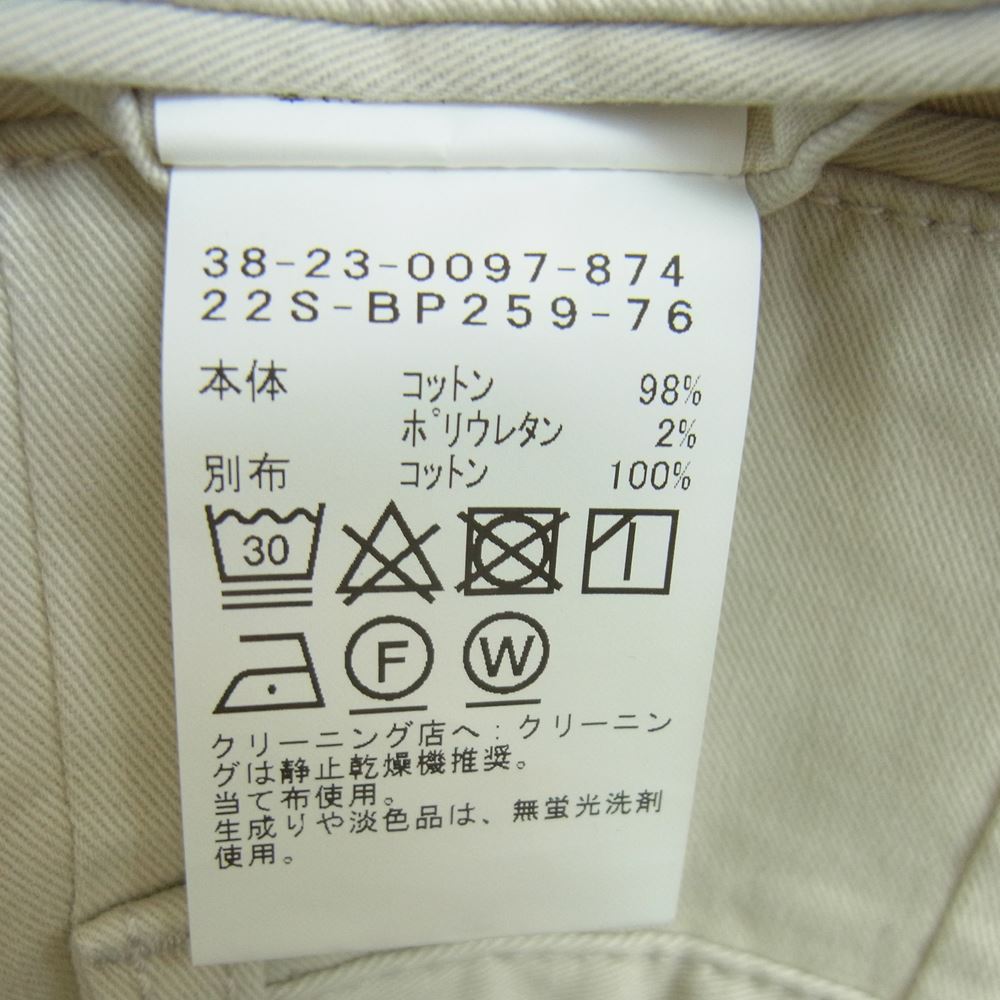 38-23-0097-874
22S-BP259-76
本体 コットン 98%
ポリウレタン 2%
別布 コットン 100%
30
F W
クリーニング店へ：クリーニン
グは静止乾燥機推奨。
当て布使用。
生成りや淡色品は、無蛍光洗剤
使用。